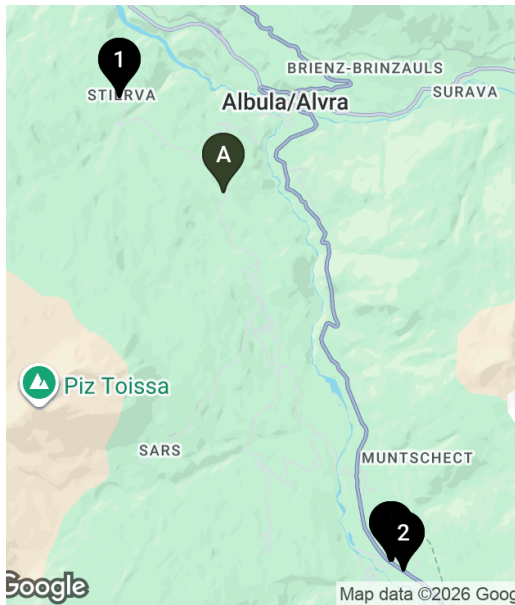 1
STIERVA
BRIENZ-BRINZAULS
Albula/Alvra
SURAVA
A
Piz Toissa
SARS
MUNTSCHECT
2
Google
Map data ©2026 Goog